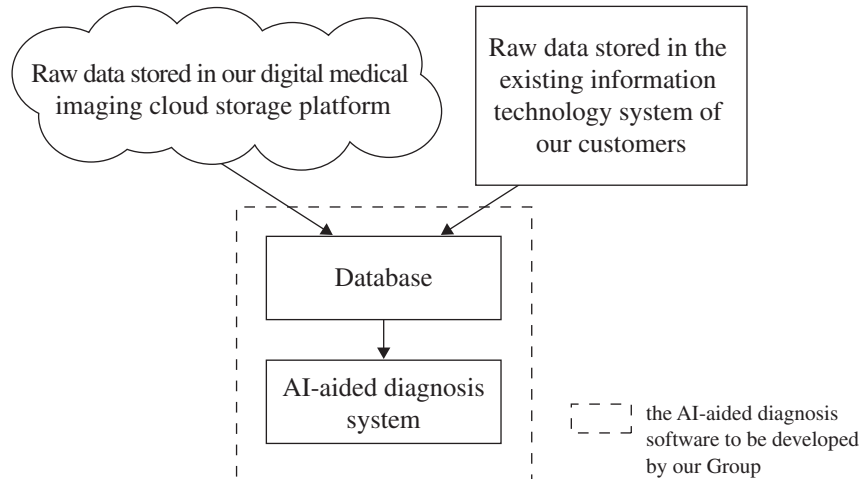 Raw data stored in our digital medical
imaging cloud storage platform
Raw data stored in the
existing information
technology system of
our customers
Database
AI-aided diagnosis
system
the AI-aided diagnosis
software to be developed
by our Group